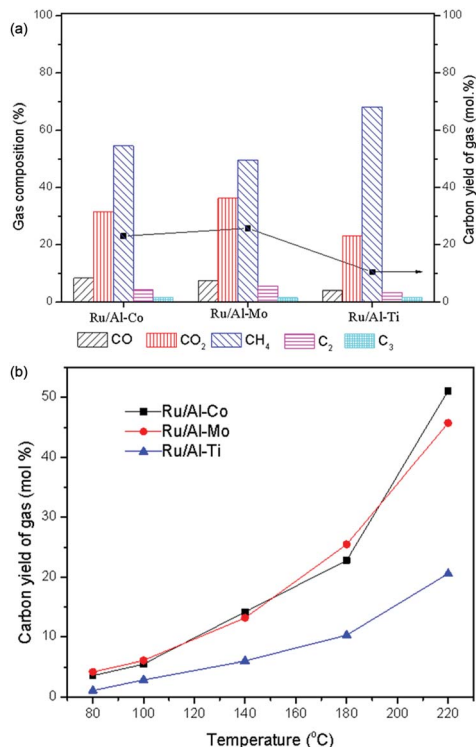 (a)
100
80
60
40
20
0
Gas composition (%)
100
80
60
40
20
0
Carbon yield of gas (mol.%)
Ru/Al-Co Ru/Al-Mo Ru/Al-Ti
CO CO₂ CH₄ C₂ C₃
(b)
50
40
30
20
10
0
Carbon yield of gas (mol %)
Ru/Al-Co
Ru/Al-Mo
Ru/Al-Ti
80 100 120 140 160 180 200 220
Temperature (°C)